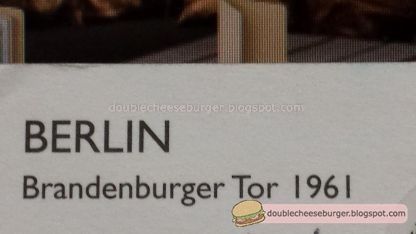 doublecheeseburger.blogspot.com
BERLIN
Brandenburger Tor 1961
doublecheeseburger.blogspot.com